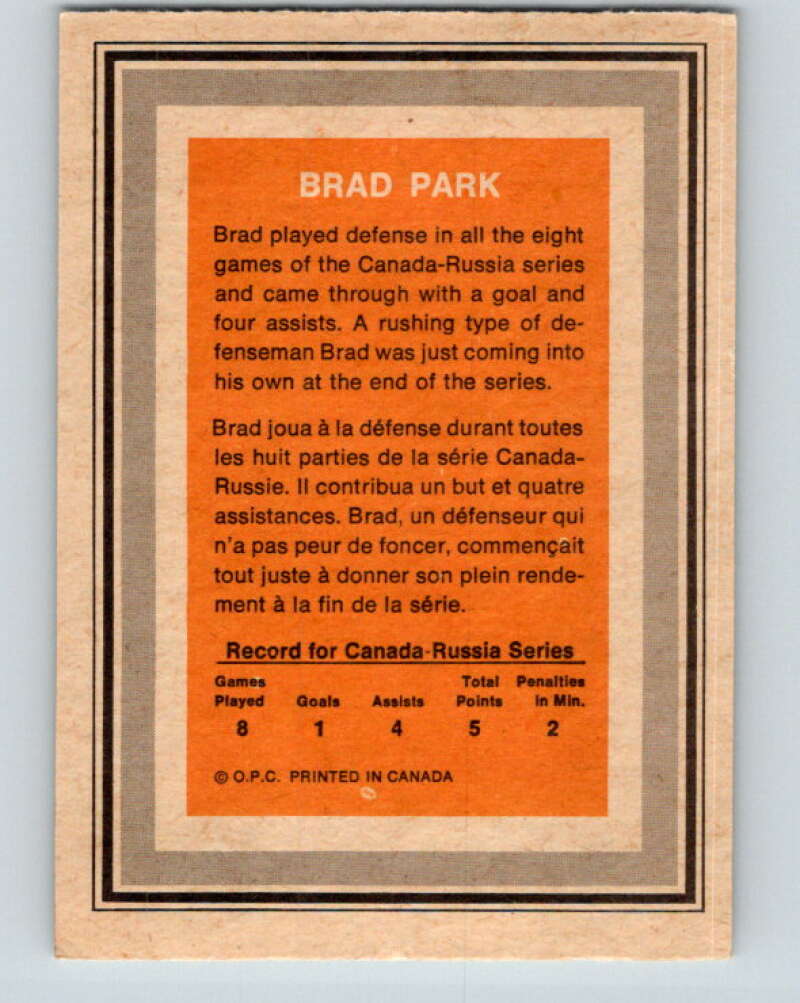 BRAD PARK
Brad played defense in all the eight
games of the Canada-Russia series
and came through with a goal and
four assists. A rushing type of de-
fenseman Brad was just coming into
his own at the end of the series.
Brad joua à la défense durant toutes
les huit parties de la série Canada-
Russie. Il contribua un but et quatre
assistances. Brad, un défenseur qui
n'a pas peur de foncer, commençait
tout juste à donner son plein rende-
ment à la fin de la série.
Record for Canada-Russia Series
Games Total Penalties
Played Goals Assists Points in Min.
8 1 4 5 2
© O.P.C. PRINTED IN CANADA